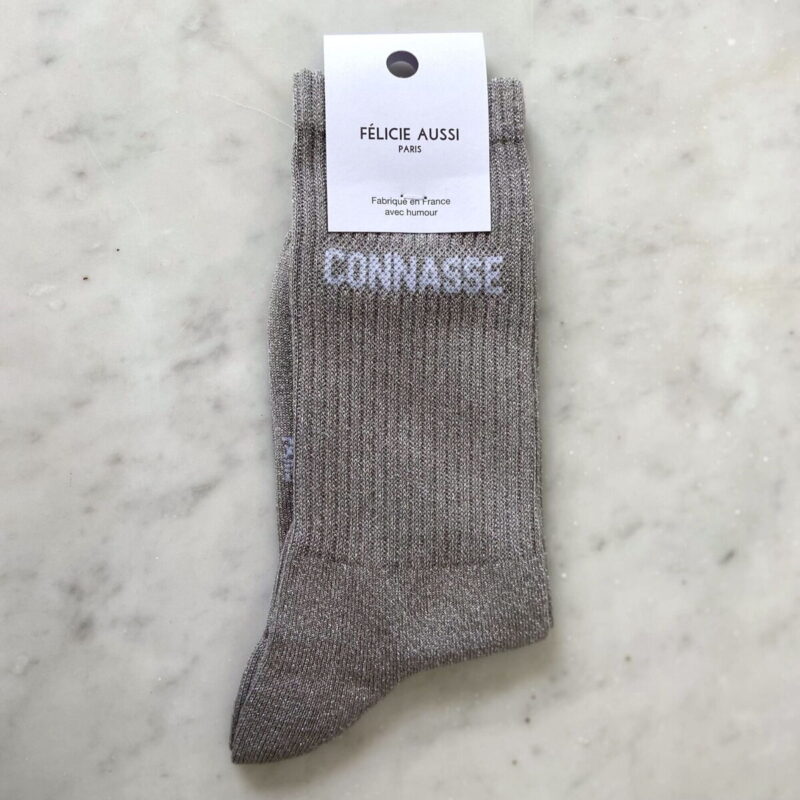 FÉLICIE AUSSI
PARIS
Fabriqué en France
avec humour
CONNASSE